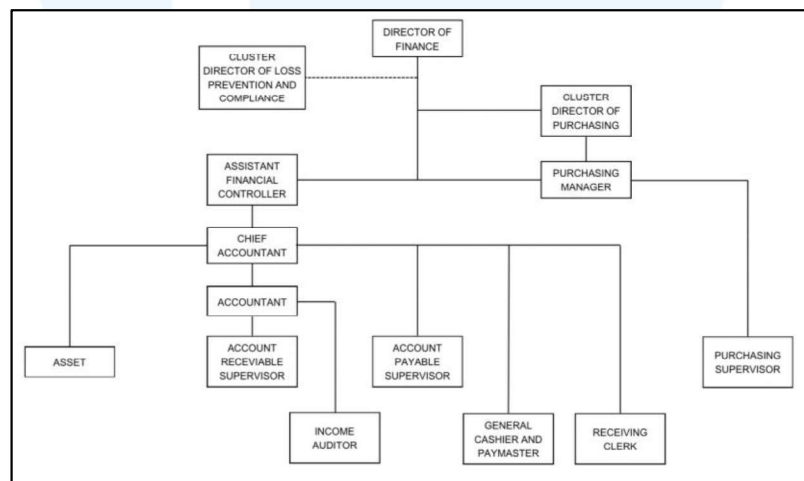 DIRECTOR OF
FINANCE
CLUSTER
DIRECTOR OF LOSS
PREVENTION AND
COMPLIANCE
CLUSTER
DIRECTOR OF
PURCHASING
ASSISTANT
FINANCIAL
CONTROLLER
PURCHASING
MANAGER
CHIEF
ACCOUNTANT
ACCOUNTANT
ASSET
ACCOUNT
RECEVIABLE
SUPERVISOR
ACCOUNT
PAYABLE
SUPERVISOR
PURCHASING
SUPERVISOR
INCOME
AUDITOR
GENERAL
CASHIER AND
PAYMASTER
RECEIVING
CLERK